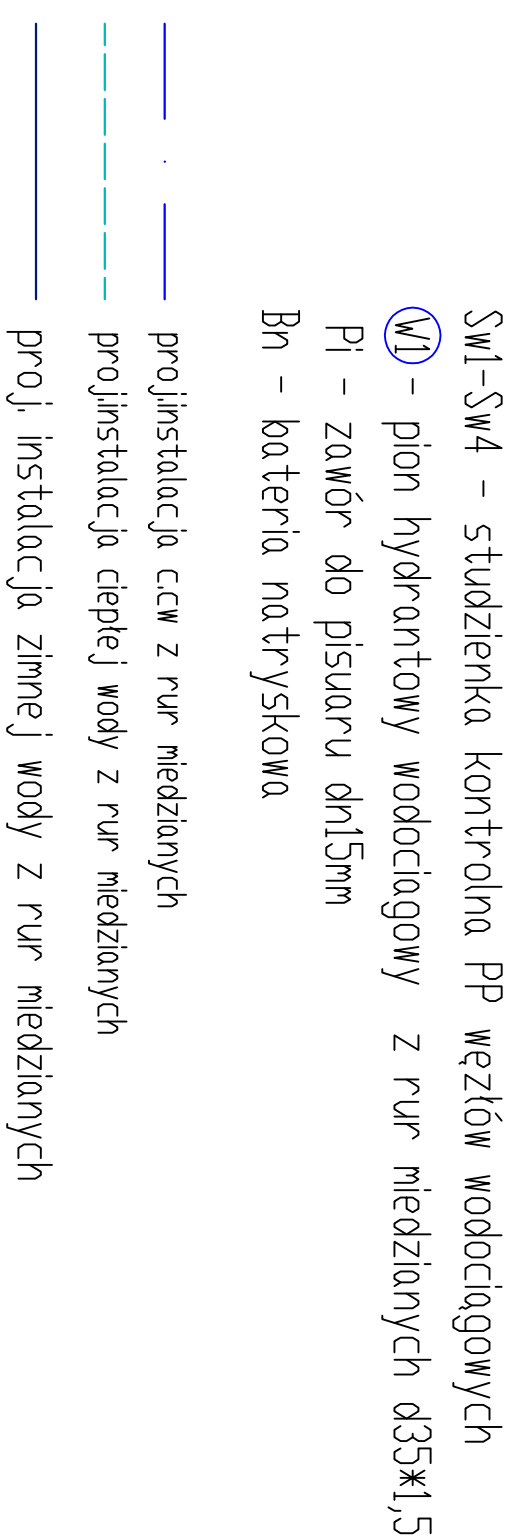 Sw1-Sw4 - studzienka kontrolna PP węzłów wodociągowych
W1 - pion hydrantowy wodociągowy z rur miedzianych d35*1,5
Pi - zawór do pisuaru dn15mm
Bn - bateria natryskowa
proj.instalacja c.cw z rur miedzianych
proj.instalacja ciepłej wody z rur miedzianych
proj. instalacja zimnej wody z rur miedzianych